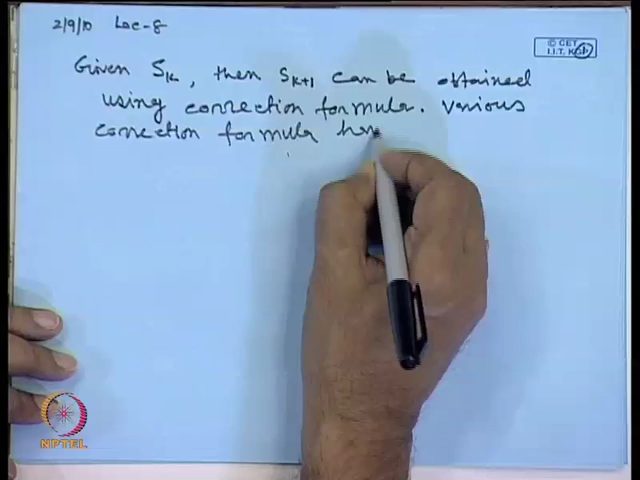 2/9/10 Lec-8
© CET
I.I.T. KGP
Given Sk, then Sk+1 can be obtained
using correction formula. Various
correction formula hav
NPTEL